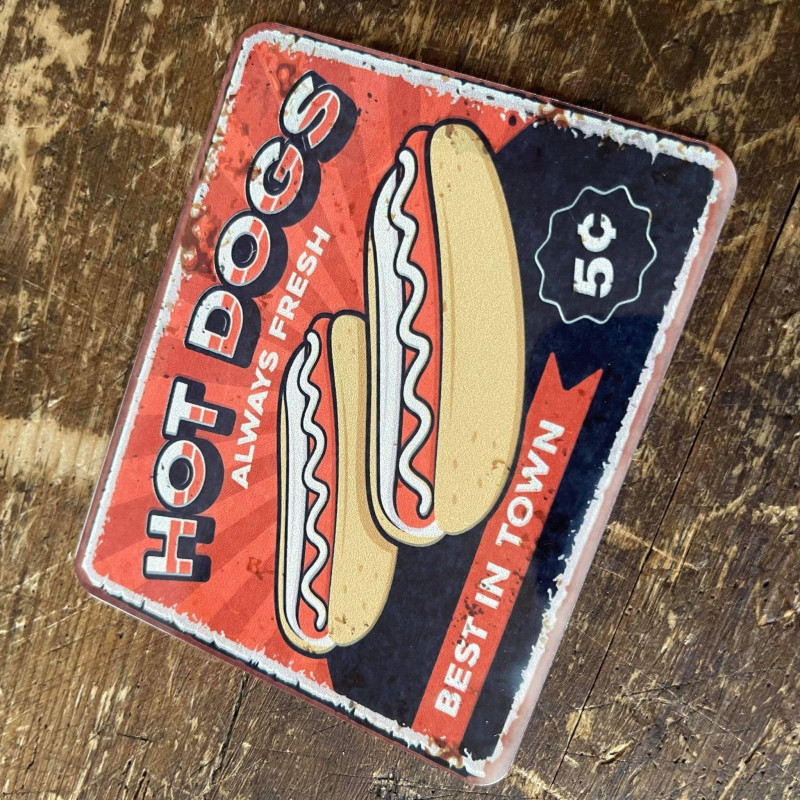 HOT DOGS
ALWAYS FRESH
5¢
BEST IN TOWN